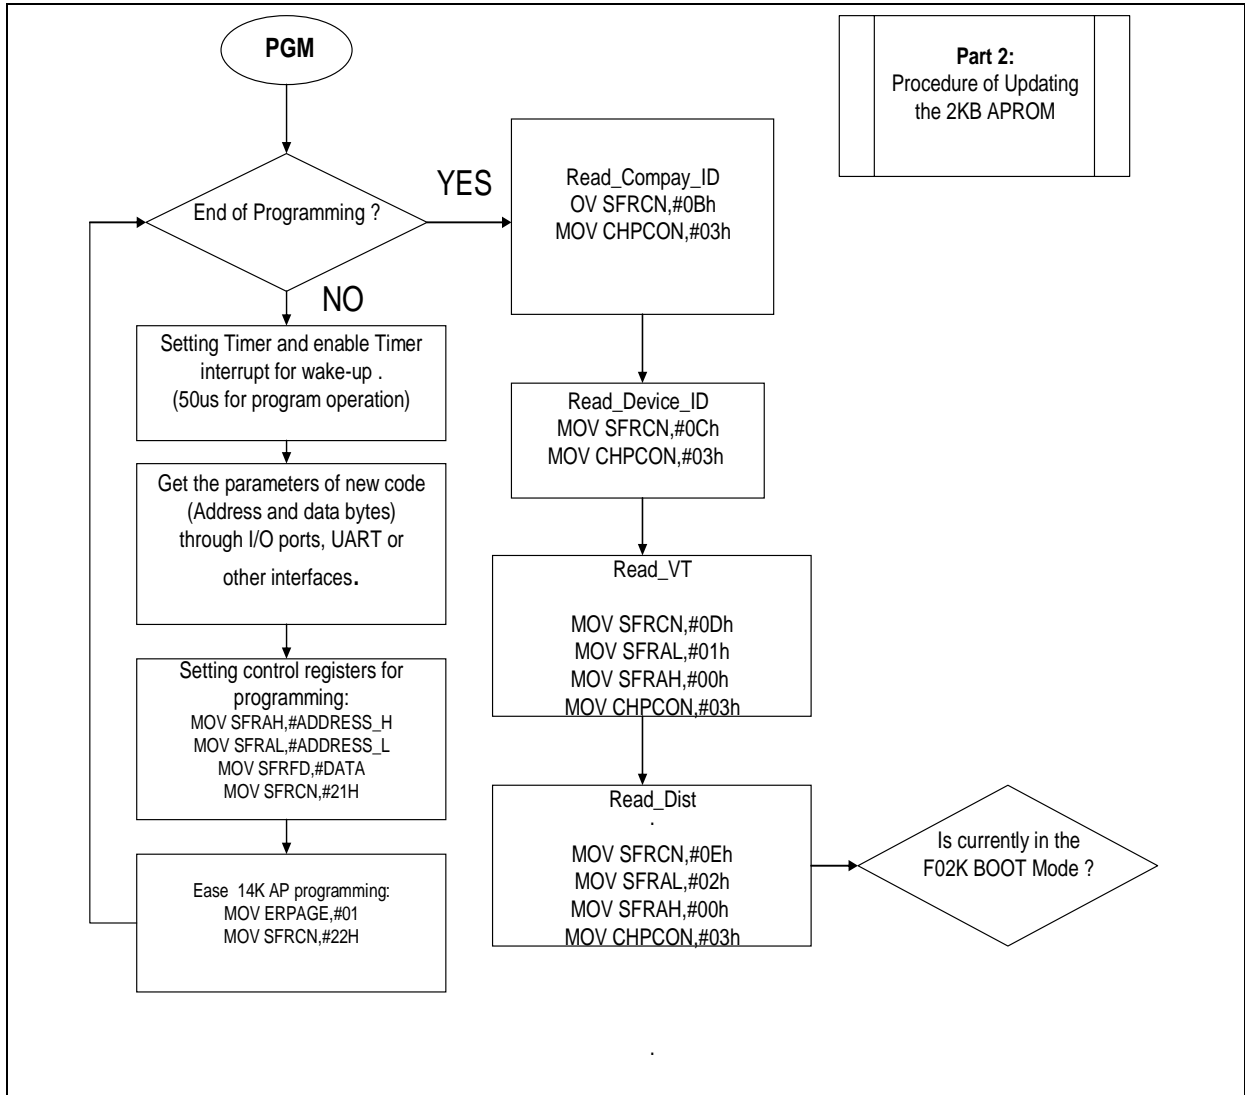 PGM
Part 2:
Procedure of Updating
the 2KB APROM
End of Programming ?
YES
NO
Read_Compay_ID
OV SFRCN,#0Bh
MOV CHPCON,#03h
Setting Timer and enable Timer
interrupt for wake-up .
(50us for program operation)
Read_Device_ID
MOV SFRCN,#0Ch
MOV CHPCON,#03h
Get the parameters of new code
(Address and data bytes)
through I/O ports, UART or
other interfaces.
Read_VT
MOV SFRCN,#0Dh
MOV SFRAL,#01h
MOV SFRAH,#00h
MOV CHPCON,#03h
Setting control registers for
programming:
MOV SFRAH,#ADDRESS_H
MOV SFRAL,#ADDRESS_L
MOV SFRFD,#DATA
MOV SFRCN,#21H
Read_Dist
.
MOV SFRCN,#0Eh
MOV SFRAL,#02h
MOV SFRAH,#00h
MOV CHPCON,#03h
Is currently in the
F02K BOOT Mode ?
Ease 14K AP programming:
MOV ERPAGE,#01
MOV SFRCN,#22H
.